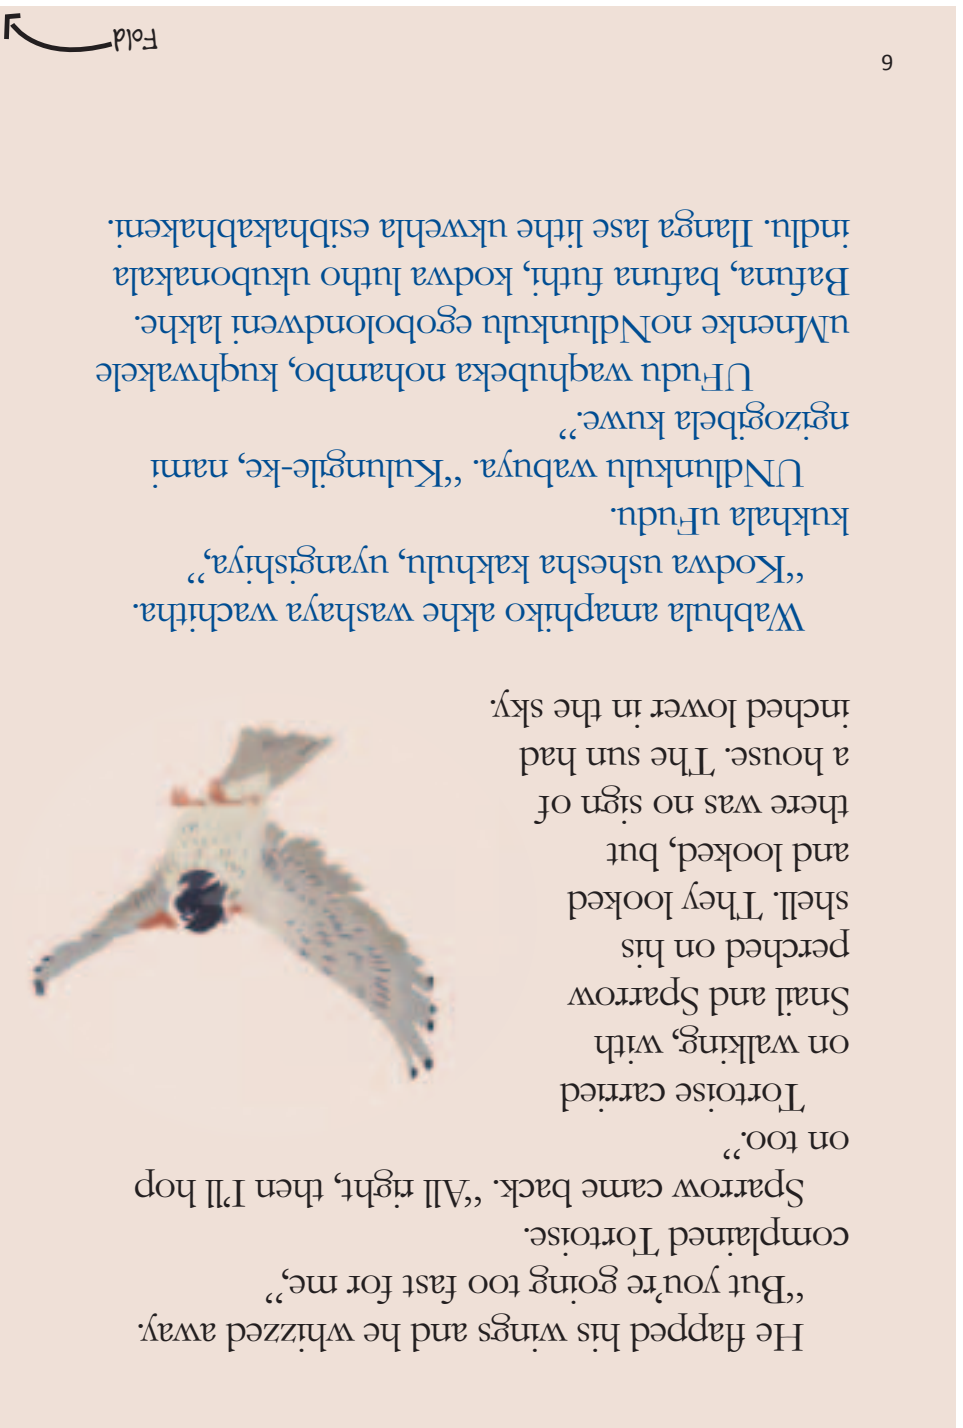 He flapped his wings and he whizzed away.
“But you’re going too fast for me,”
complained Tortoise.
Sparrow came back. “All right, then I’ll hop
on too.”
Tortoise carried
on walking, with
Snail and Sparrow
perched on his
shell. They looked
and looked, but
there was no sign of
a house. The sun had
inched lower in the sky.
Wabhula amaphiko akhe washaya wachitha.
“Kodwa ushesha kakhulu, uyangishiya,”
kukhala uFudu.
UNdlunkulu wabuya. “Kulungile-ke, nami
ngizogibela kuwe.”
UFudu waqhubeka nohambo, kuqhwakele
uMnenke noNdlunkulu egobolondweni lakhe.
Bafuna, bafuna futhi, kodwa lutho ukubonakala
indlu. Ilanga lase lithe ukwehla esibhakabhakeni.
6
Fold